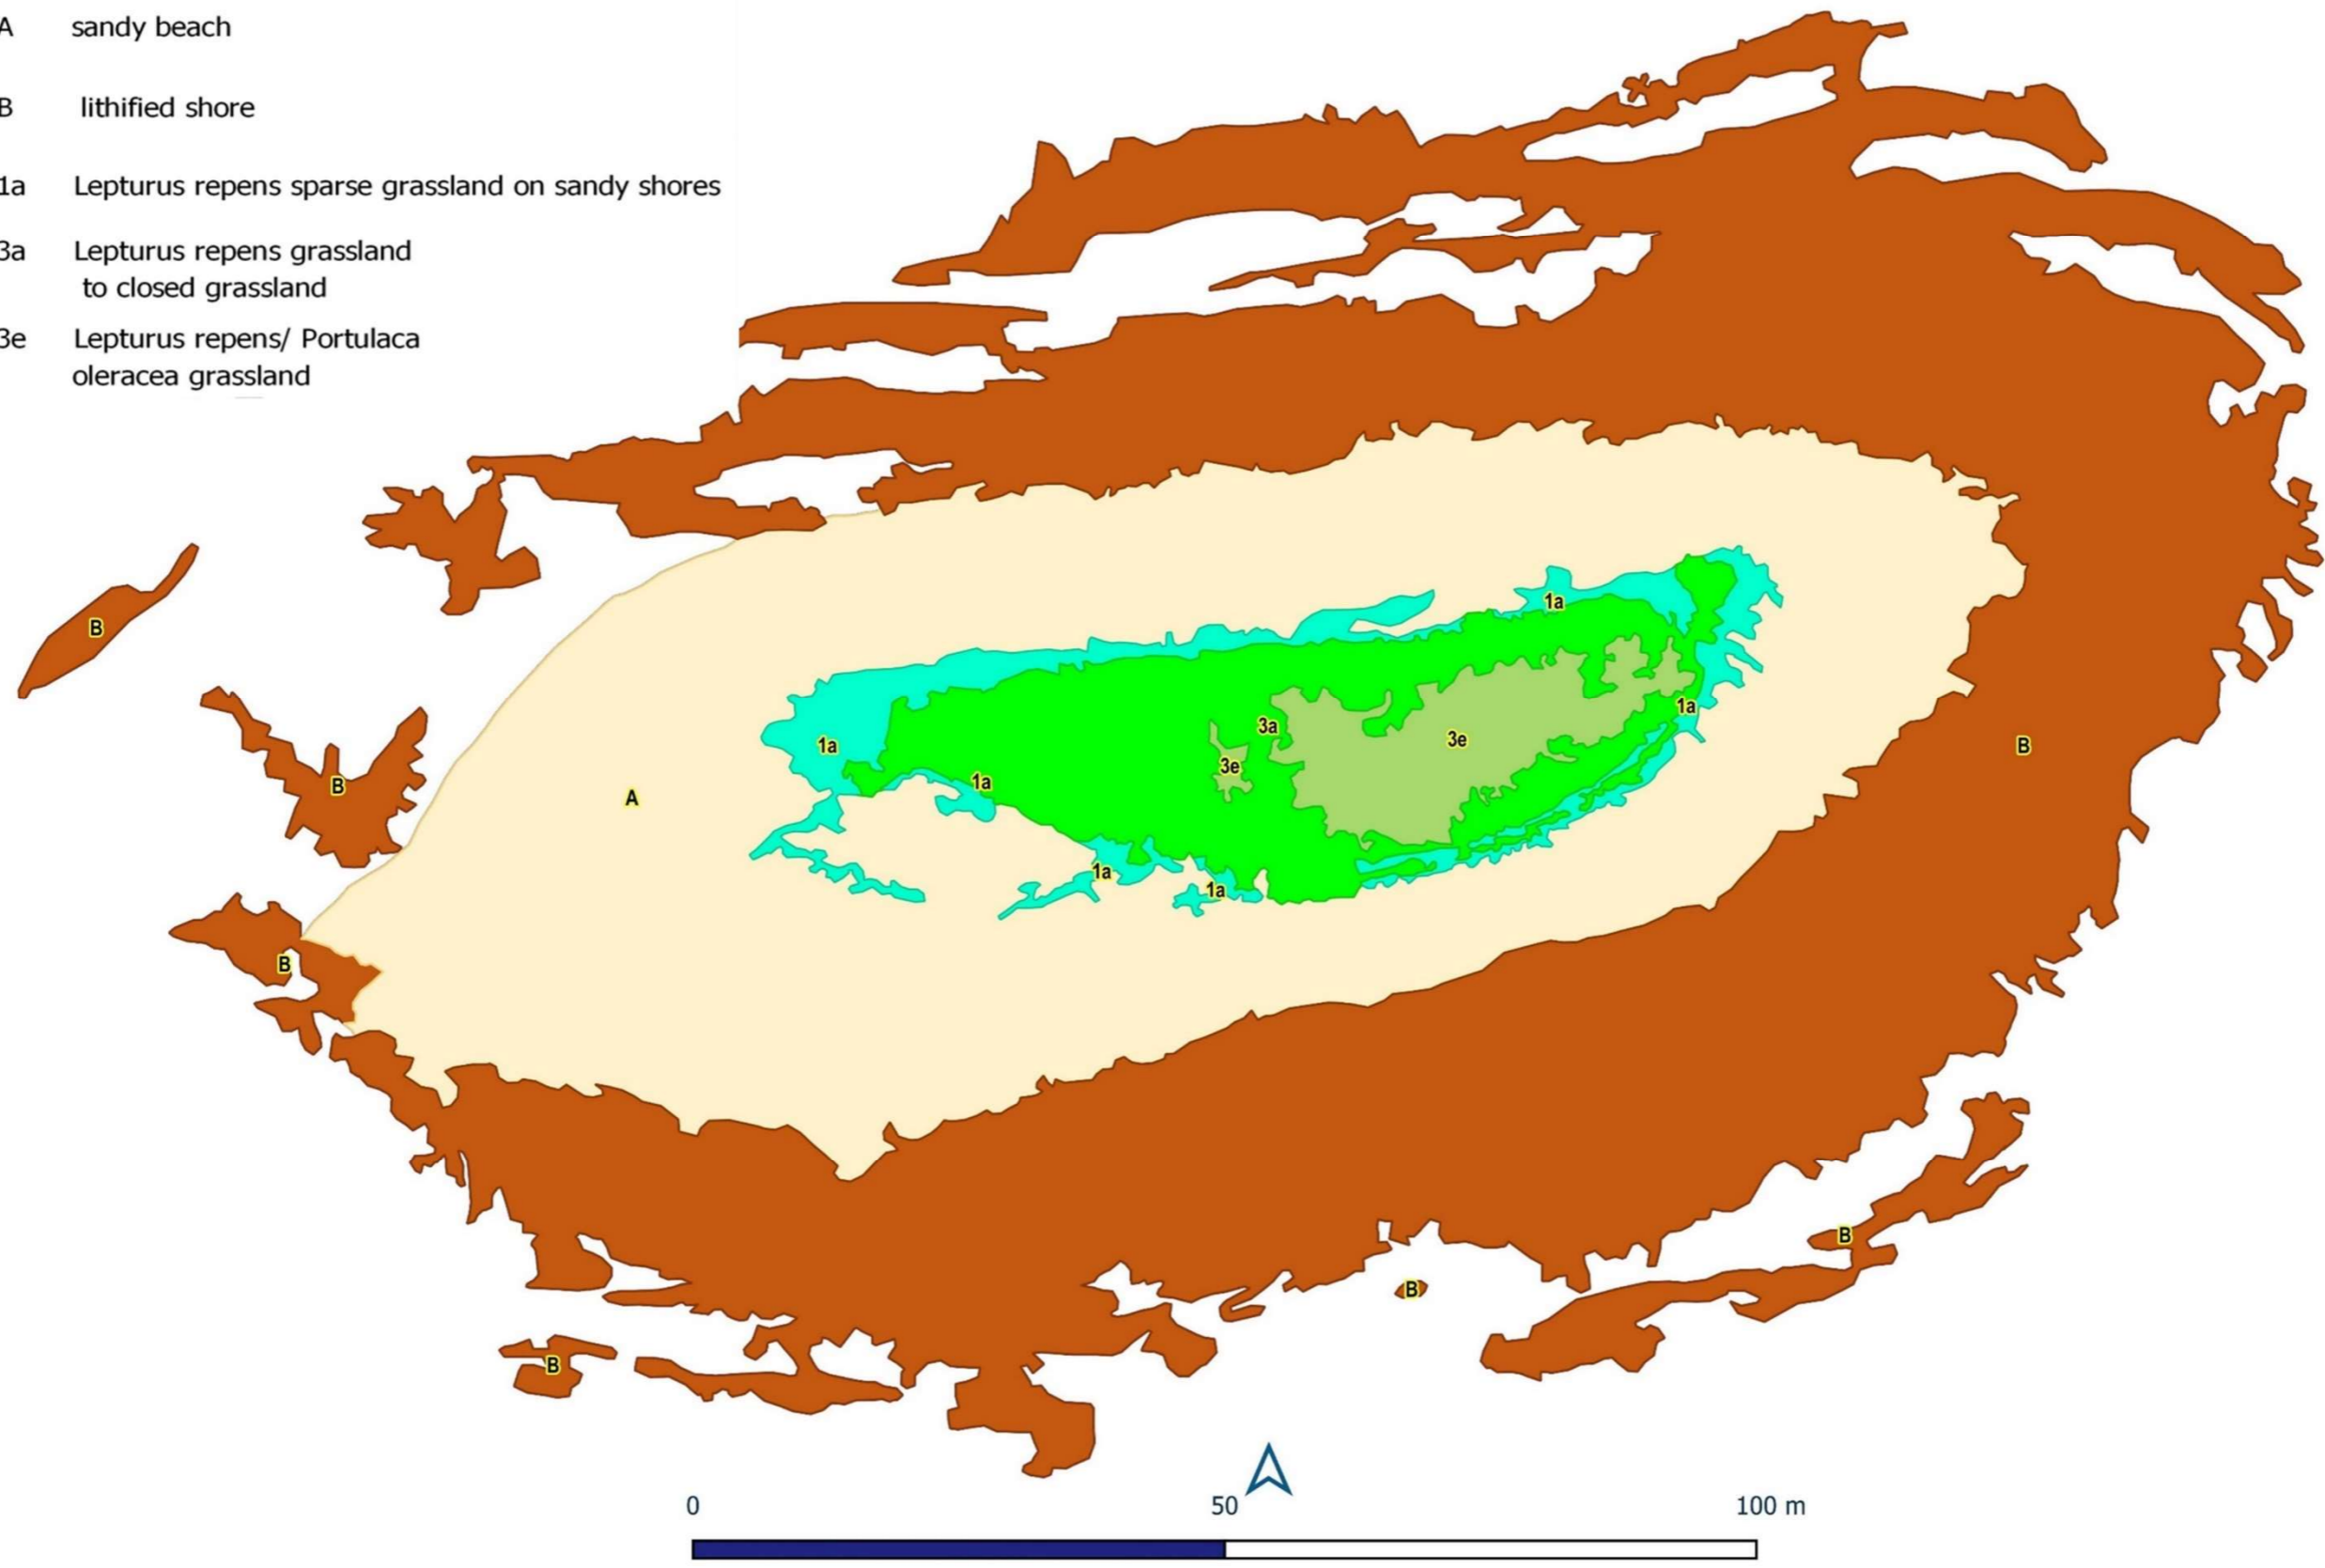 A sandy beach
B lithified shore
1a Lepturus repens sparse grassland on sandy shores
3a Lepturus repens grassland
to closed grassland
3e Lepturus repens/ Portulaca
oleracea grassland
1a
B
1a
3a
3e
1a
B
1a
3e
1a
B
A
1a
1a
B
B
B
B
0 50 100 m